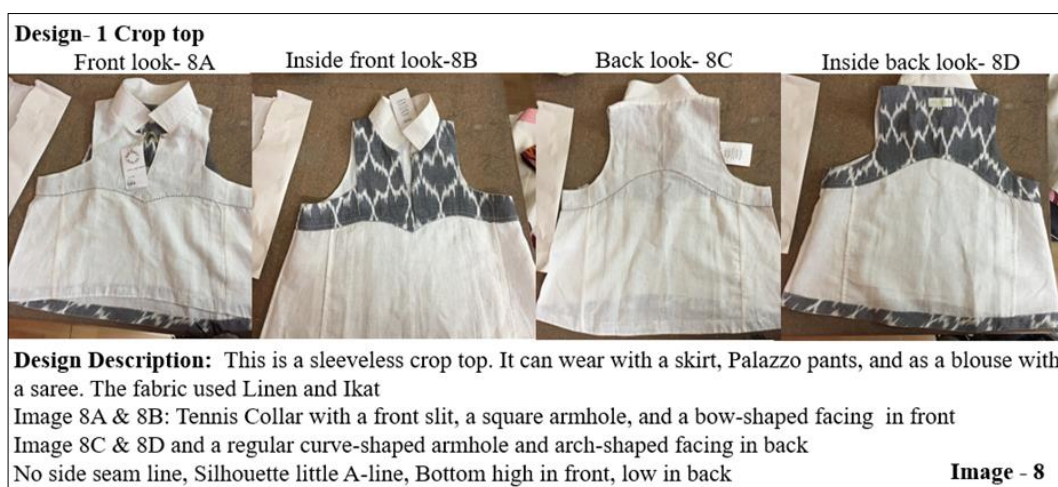 Design- 1 Crop top
Front look- 8A Inside front look-8B Back look- 8C Inside back look- 8D
Design Description: This is a sleeveless crop top. It can wear with a skirt, Palazzo pants, and as a blouse with
a saree. The fabric used Linen and Ikat
Image 8A & 8B: Tennis Collar with a front slit, a square armhole, and a bow-shaped facing in front
Image 8C & 8D and a regular curve-shaped armhole and arch-shaped facing in back
No side seam line, Silhouette little A-line, Bottom high in front, low in back Image - 8